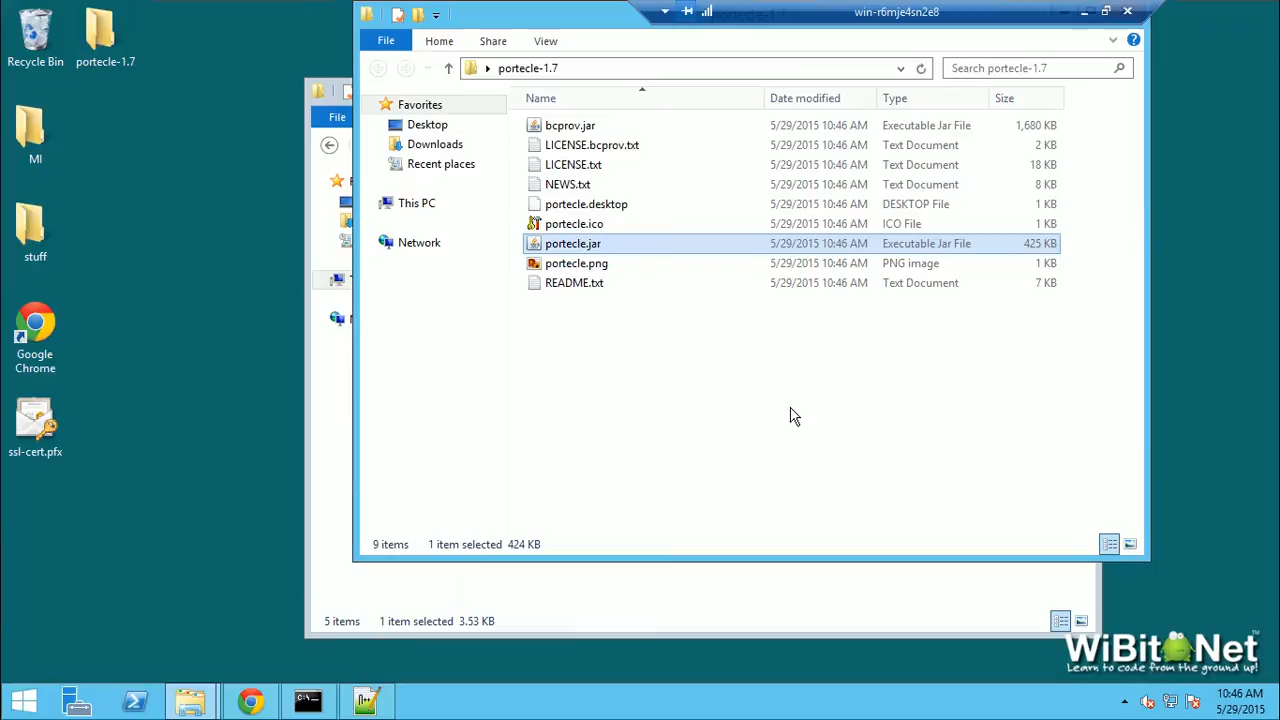 win-r6mje4sn2e8
Recycle Bin
portecle-1.7
MI
stuff
Google
Chrome
ssl-cert.pfx
File
File Home Share View
portecle-1.7
Search portecle-1.7
Favorites
Desktop
Downloads
Recent places
This PC
Network
Name Date modified Type Size
bcprov.jar 5/29/2015 10:46 AM Executable Jar File 1,680 KB
LICENSE.bcprov.txt 5/29/2015 10:46 AM Text Document 2 KB
LICENSE.txt 5/29/2015 10:46 AM Text Document 18 KB
NEWS.txt 5/29/2015 10:46 AM Text Document 8 KB
portecle.desktop 5/29/2015 10:46 AM DESKTOP File 1 KB
portecle.ico 5/29/2015 10:46 AM ICO File 1 KB
portecle.jar 5/29/2015 10:46 AM Executable Jar File 425 KB
portecle.png 5/29/2015 10:46 AM PNG image 1 KB
README.txt 5/29/2015 10:46 AM Text Document 7 KB
9 items 1 item selected 424 KB
5 items 1 item selected 3.53 KB
WiBit Net
Learn to code from the ground up!
10:46 AM
5/29/2015